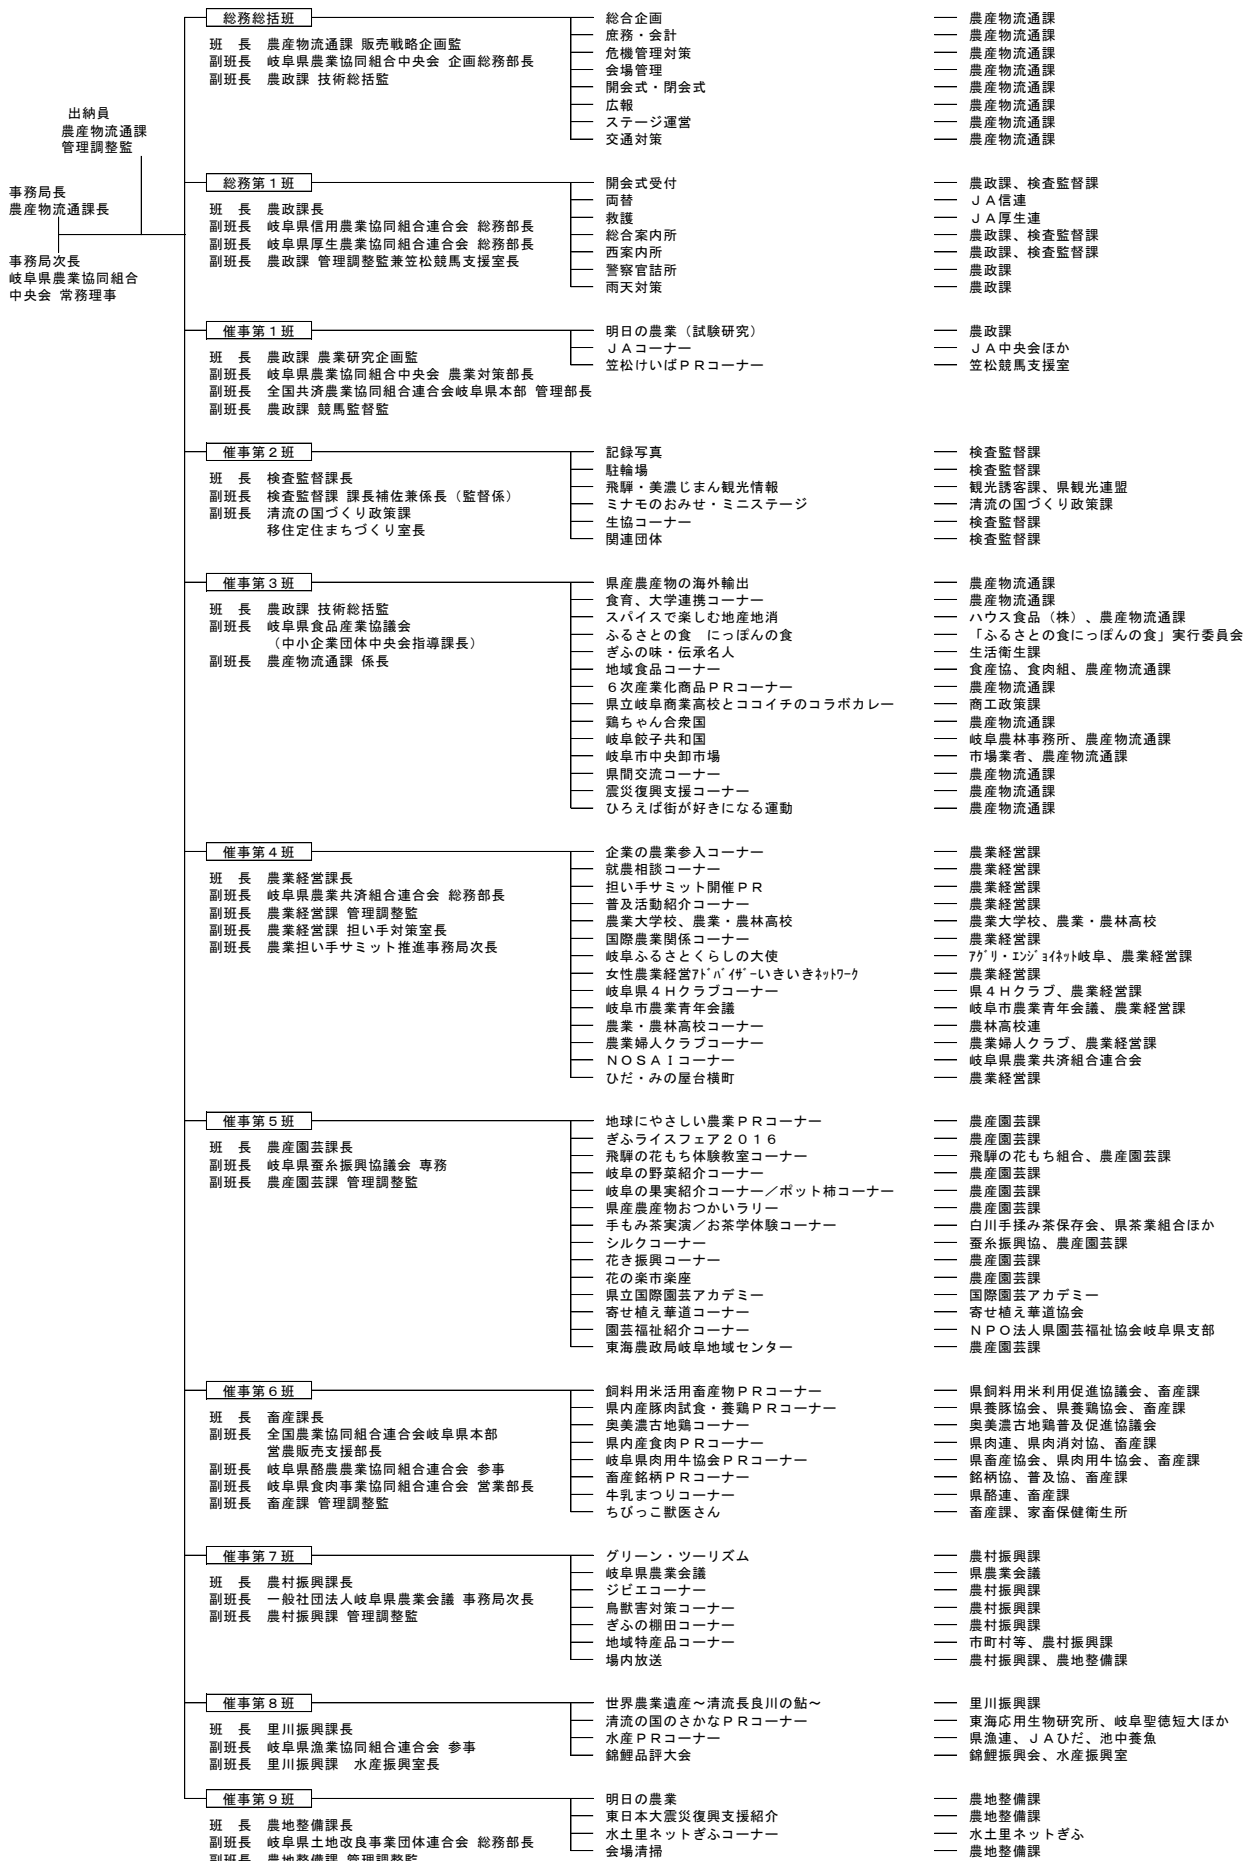 出納員
農産物流通課
管理調整監
事務局長
農産物流通課長
事務局次長
岐阜県農業協同組合
中央会 常務理事
総務総括班
班　長　農産物流通課 販売戦略企画監
副班長　岐阜県農業協同組合中央会 企画総務部長
副班長　農政課 技術総括監
総合企画 ― 農産物流通課
庶務・会計 ― 農産物流通課
危機管理対策 ― 農産物流通課
会場管理 ― 農産物流通課
開会式・閉会式 ― 農産物流通課
広報 ― 農産物流通課
ステージ運営 ― 農産物流通課
交通対策 ― 農産物流通課
総務第１班
班　長　農政課長
副班長　岐阜県信用農業協同組合連合会 総務部長
副班長　岐阜県厚生農業協同組合連合会 総務部長
副班長　農政課 管理調整監兼笠松競馬支援室長
開会式受付 ― 農政課、検査監督課
両替 ― ＪＡ信連
救護 ― ＪＡ厚生連
総合案内所 ― 農政課、検査監督課
西案内所 ― 農政課、検査監督課
警察官詰所 ― 農政課
雨天対策 ― 農政課
催事第１班
班　長　農政課 農業研究企画監
副班長　岐阜県農業協同組合中央会 農業対策部長
副班長　全国共済農業協同組合連合会岐阜県本部 管理部長
副班長　農政課 競馬監督監
明日の農業（試験研究） ― 農政課
ＪＡコーナー ― ＪＡ中央会ほか
笠松けいばＰＲコーナー ― 笠松競馬支援室
催事第２班
班　長　検査監督課長
副班長　検査監督課 課長補佐兼係長（監督係）
副班長　清流の国づくり政策課
移住定住まちづくり室長
記録写真 ― 検査監督課
駐輪場 ― 検査監督課
飛騨・美濃じまん観光情報 ― 観光誘客課、県観光連盟
ミナモのおみせ・ミニステージ ― 清流の国づくり政策課
生協コーナー ― 検査監督課
関連団体 ― 検査監督課
催事第３班
班　長　農政課 技術総括監
副班長　岐阜県食品産業協議会
（中小企業団体中央会指導課長）
副班長　農産物流通課 係長
県産農産物の海外輸出 ― 農産物流通課
食育、大学連携コーナー ― 農産物流通課
スパイスで楽しむ地産地消 ― ハウス食品（株）、農産物流通課
ふるさとの食　にっぽんの食 ― 「ふるさとの食にっぽんの食」実行委員会
ぎふの味・伝承名人 ― 生活衛生課
地域食品コーナー ― 食産協、食肉組、農産物流通課
６次産業化商品ＰＲコーナー ― 農産物流通課
県立岐阜商業高校とココイチのコラボカレー ― 商工政策課
鶏ちゃん合衆国 ― 農産物流通課
岐阜餃子共和国 ― 岐阜農林事務所、農産物流通課
岐阜市中央卸市場 ― 市場業者、農産物流通課
県間交流コーナー ― 農産物流通課
震災復興支援コーナー ― 農産物流通課
ひろえば街が好きになる運動 ― 農産物流通課
催事第４班
班　長　農業経営課長
副班長　岐阜県農業共済組合連合会 総務部長
副班長　農業経営課 管理調整監
副班長　農業経営課 担い手対策室長
副班長　農業担い手サミット推進事務局次長
企業の農業参入コーナー ― 農業経営課
就農相談コーナー ― 農業経営課
担い手サミット開催ＰＲ ― 農業経営課
普及活動紹介コーナー ― 農業経営課
農業大学校、農業・農林高校 ― 農業大学校、農業・農林高校
国際農業関係コーナー ― 農業経営課
岐阜ふるさとくらしの大使 ― ｱｸﾞﾘ・ｴﾝｼﾞｮｲﾈｯﾄ岐阜、農業経営課
女性農業経営ｱﾄﾞﾊﾞｲｻﾞｰいきいきﾈｯﾄﾜｰｸ ― 農業経営課
岐阜県４Ｈクラブコーナー ― 県４Ｈクラブ、農業経営課
岐阜市農業青年会議 ― 岐阜市農業青年会議、農業経営課
農業・農林高校コーナー ― 農林高校連
農業婦人クラブコーナー ― 農業婦人クラブ、農業経営課
ＮＯＳＡＩコーナー ― 岐阜県農業共済組合連合会
ひだ・みの屋台横町 ― 農業経営課
催事第５班
班　長　農産園芸課長
副班長　岐阜県蚕糸振興協議会 専務
副班長　農産園芸課 管理調整監
地球にやさしい農業ＰＲコーナー ― 農産園芸課
ぎふライスフェア２０１６ ― 農産園芸課
飛騨の花もち体験教室コーナー ― 飛騨の花もち組合、農産園芸課
岐阜の野菜紹介コーナー ― 農産園芸課
岐阜の果実紹介コーナー／ポット柿コーナー ― 農産園芸課
県産農産物おつかいラリー ― 農産園芸課
手もみ茶実演／お茶学体験コーナー ― 白川手揉み茶保存会、県茶業組合ほか
シルクコーナー ― 蚕糸振興協、農産園芸課
花き振興コーナー ― 農産園芸課
花の楽市楽座 ― 農産園芸課
県立国際園芸アカデミー ― 国際園芸アカデミー
寄せ植え華道コーナー ― 寄せ植え華道協会
園芸福祉紹介コーナー ― ＮＰＯ法人県園芸福祉協会岐阜県支部
東海農政局岐阜地域センター ― 農産園芸課
催事第６班
班　長　畜産課長
副班長　全国農業協同組合連合会岐阜県本部
営農販売支援部長
副班長　岐阜県酪農農業協同組合連合会 参事
副班長　岐阜県食肉事業協同組合連合会 営業部長
副班長　畜産課 管理調整監
飼料用米活用畜産物ＰＲコーナー ― 県飼料用米利用促進協議会、畜産課
県内産豚肉試食・養鶏ＰＲコーナー ― 県養豚協会、県養鶏協会、畜産課
奥美濃古地鶏コーナー ― 奥美濃古地鶏普及促進協議会
県内産食肉ＰＲコーナー ― 県肉連、県肉消対協、畜産課
岐阜県肉用牛協会ＰＲコーナー ― 県畜産協会、県肉用牛協会、畜産課
畜産銘柄ＰＲコーナー ― 銘柄協、普及協、畜産課
牛乳まつりコーナー ― 県酪連、畜産課
ちびっこ獣医さん ― 畜産課、家畜保健衛生所
催事第７班
班　長　農村振興課長
副班長　一般社団法人岐阜県農業会議 事務局次長
副班長　農村振興課 管理調整監
グリーン・ツーリズム ― 農村振興課
岐阜県農業会議 ― 県農業会議
ジビエコーナー ― 農村振興課
鳥獣害対策コーナー ― 農村振興課
ぎふの棚田コーナー ― 農村振興課
地域特産品コーナー ― 市町村等、農村振興課
場内放送 ― 農村振興課、農地整備課
催事第８班
班　長　里川振興課長
副班長　岐阜県漁業協同組合連合会 参事
副班長　里川振興課　水産振興室長
世界農業遺産～清流長良川の鮎～ ― 里川振興課
清流の国のさかなＰＲコーナー ― 東海応用生物研究所、岐阜聖徳短大ほか
水産ＰＲコーナー ― 県漁連、ＪＡひだ、池中養魚
錦鯉品評大会 ― 錦鯉振興会、水産振興室
催事第９班
班　長　農地整備課長
副班長　岐阜県土地改良事業団体連合会 総務部長
副班長　農地整備課 管理調整監
明日の農業 ― 農地整備課
東日本大震災復興支援紹介 ― 農地整備課
水土里ネットぎふコーナー ― 水土里ネットぎふ
会場清掃 ― 農地整備課